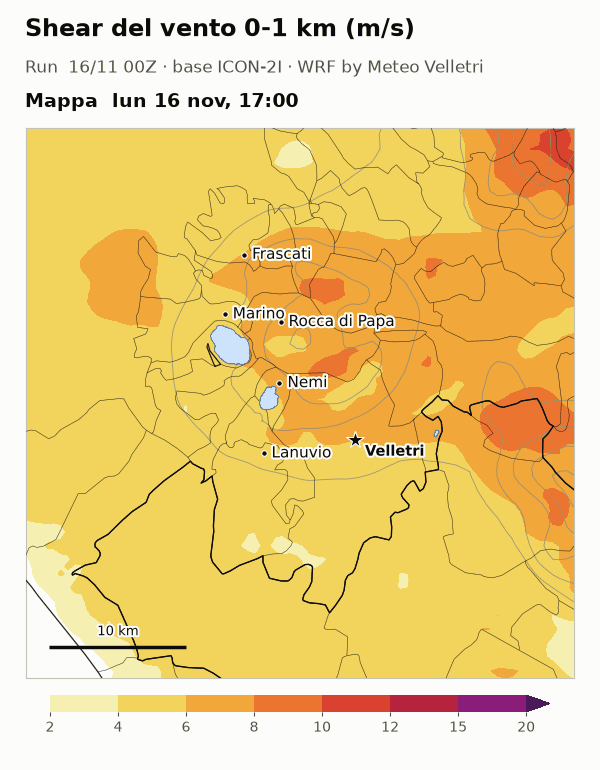 Shear del vento 0-1 km (m/s)
Run  16/11 00Z · base ICON-2I · WRF by Meteo Velletri
Mappa  lun 16 nov, 17:00
Frascati
Marino
Rocca di Papa
Nemi
Velletri
Lanuvio
10 km
2 4 6 8 10 12 15 20